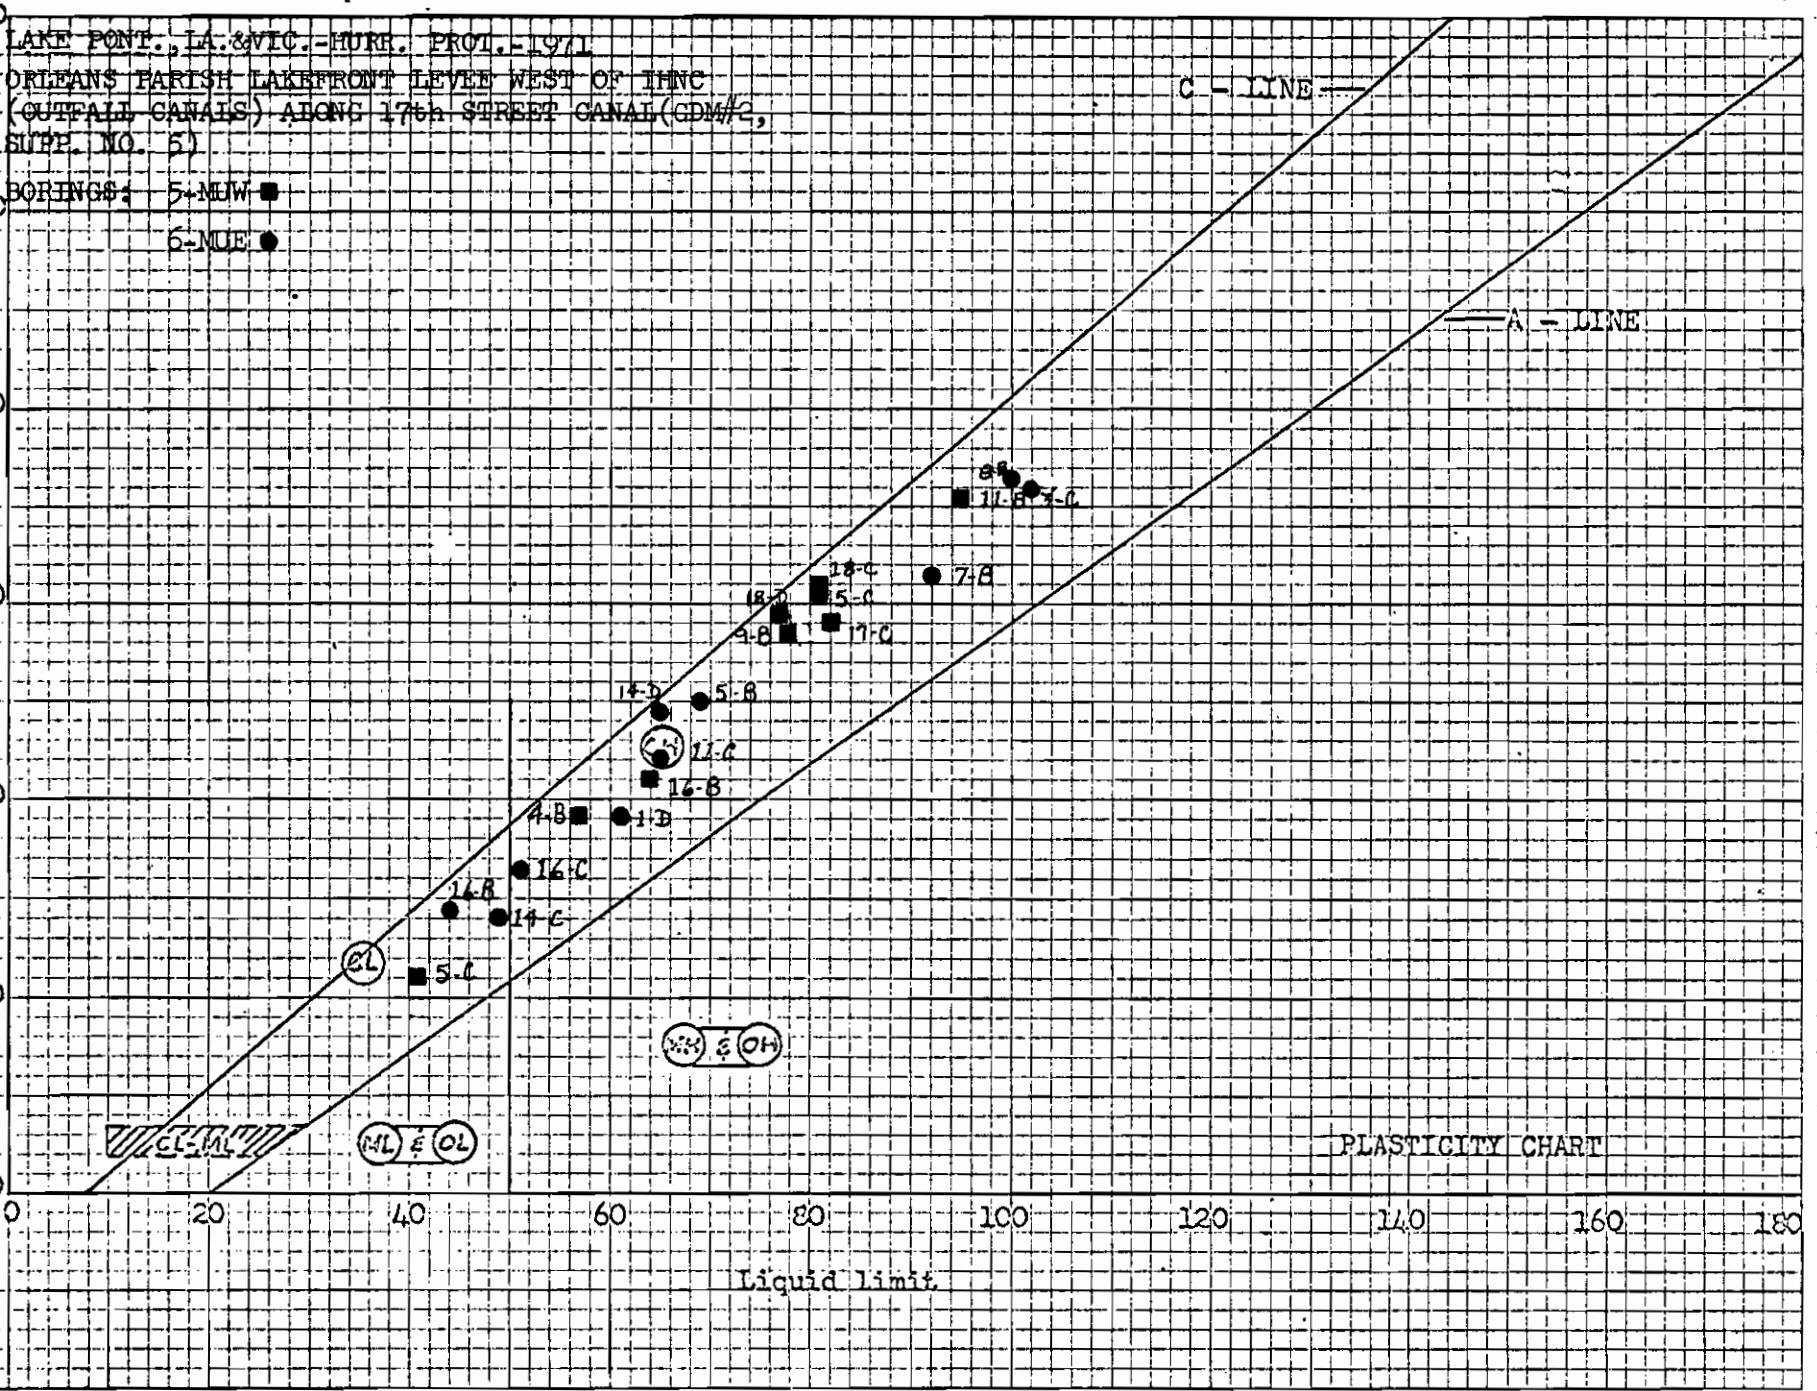 LAKE PONT., LA.&VIC.-HURR. PROT.-1971
ORLEANS PARISH LAKEFRONT LEVEE WEST OF IHNC
(OUTFALL CANALS) ALONG 17th STREET CANAL(GDM#2,
SUPP. NO. 5)
BORINGS: 5-MUW
6-MUE
C - LINE
A - LINE
11-B
7-B
18-C
15-C
18-D
9-B
17-C
14-D
5-B
CH
11-C
16-B
4-B
1-D
16-C
16-B
14-C
CL
5-C
MH & OH
CL-ML
ML & OL
PLASTICITY CHART
0 20 40 60 80 100 120 140 160 180
Liquid limit